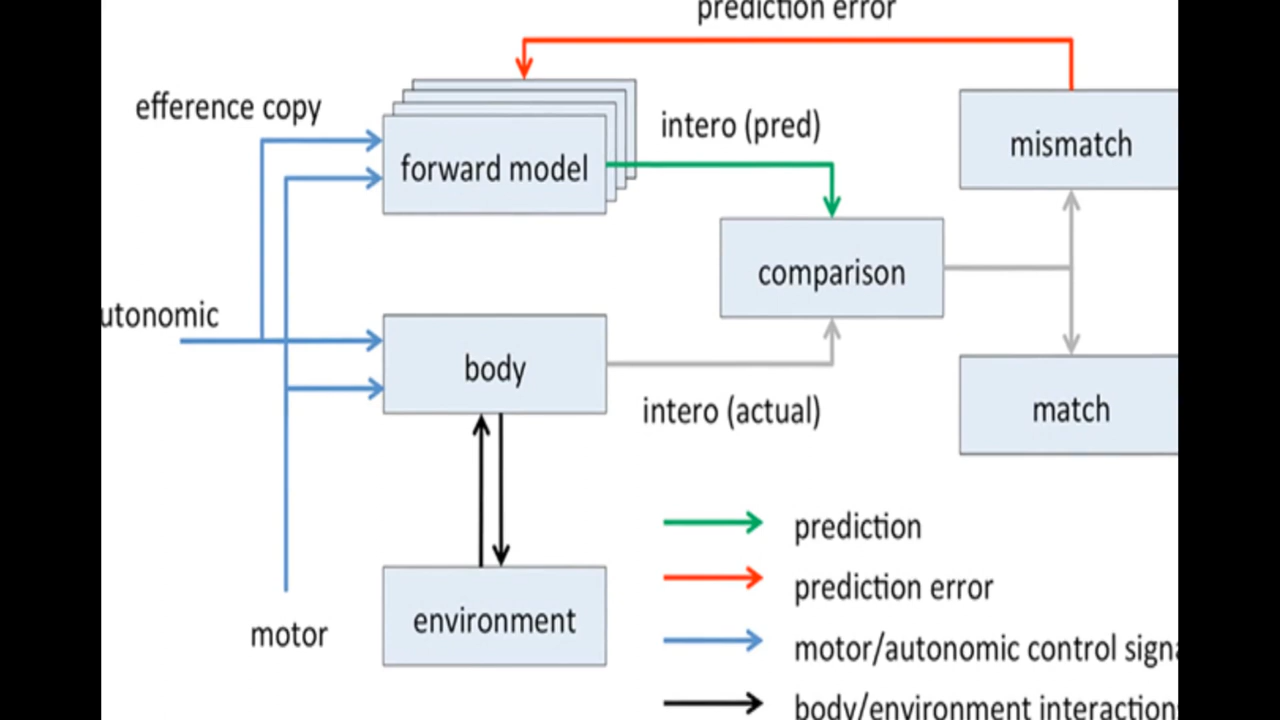 prediction error
efference copy
intero (pred)
mismatch
forward model
comparison
utonomic
body
intero (actual)
match
prediction
prediction error
environment
motor
motor/autonomic control signa
body/environment interactions